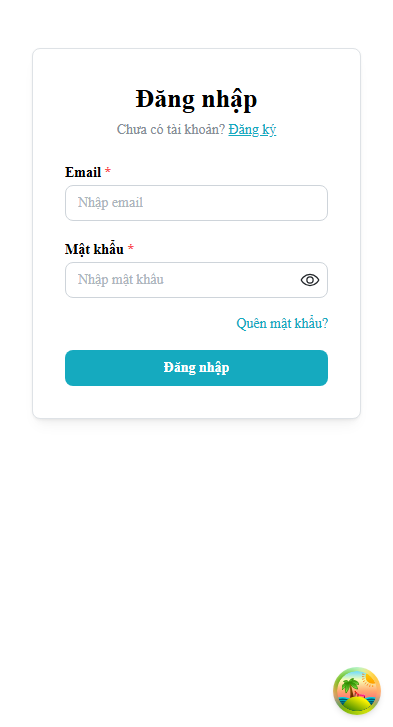 Đăng nhập
Chưa có tài khoản? Đăng ký
Email *
Nhập email
Mật khẩu *
Nhập mật khẩu
Quên mật khẩu?
Đăng nhập